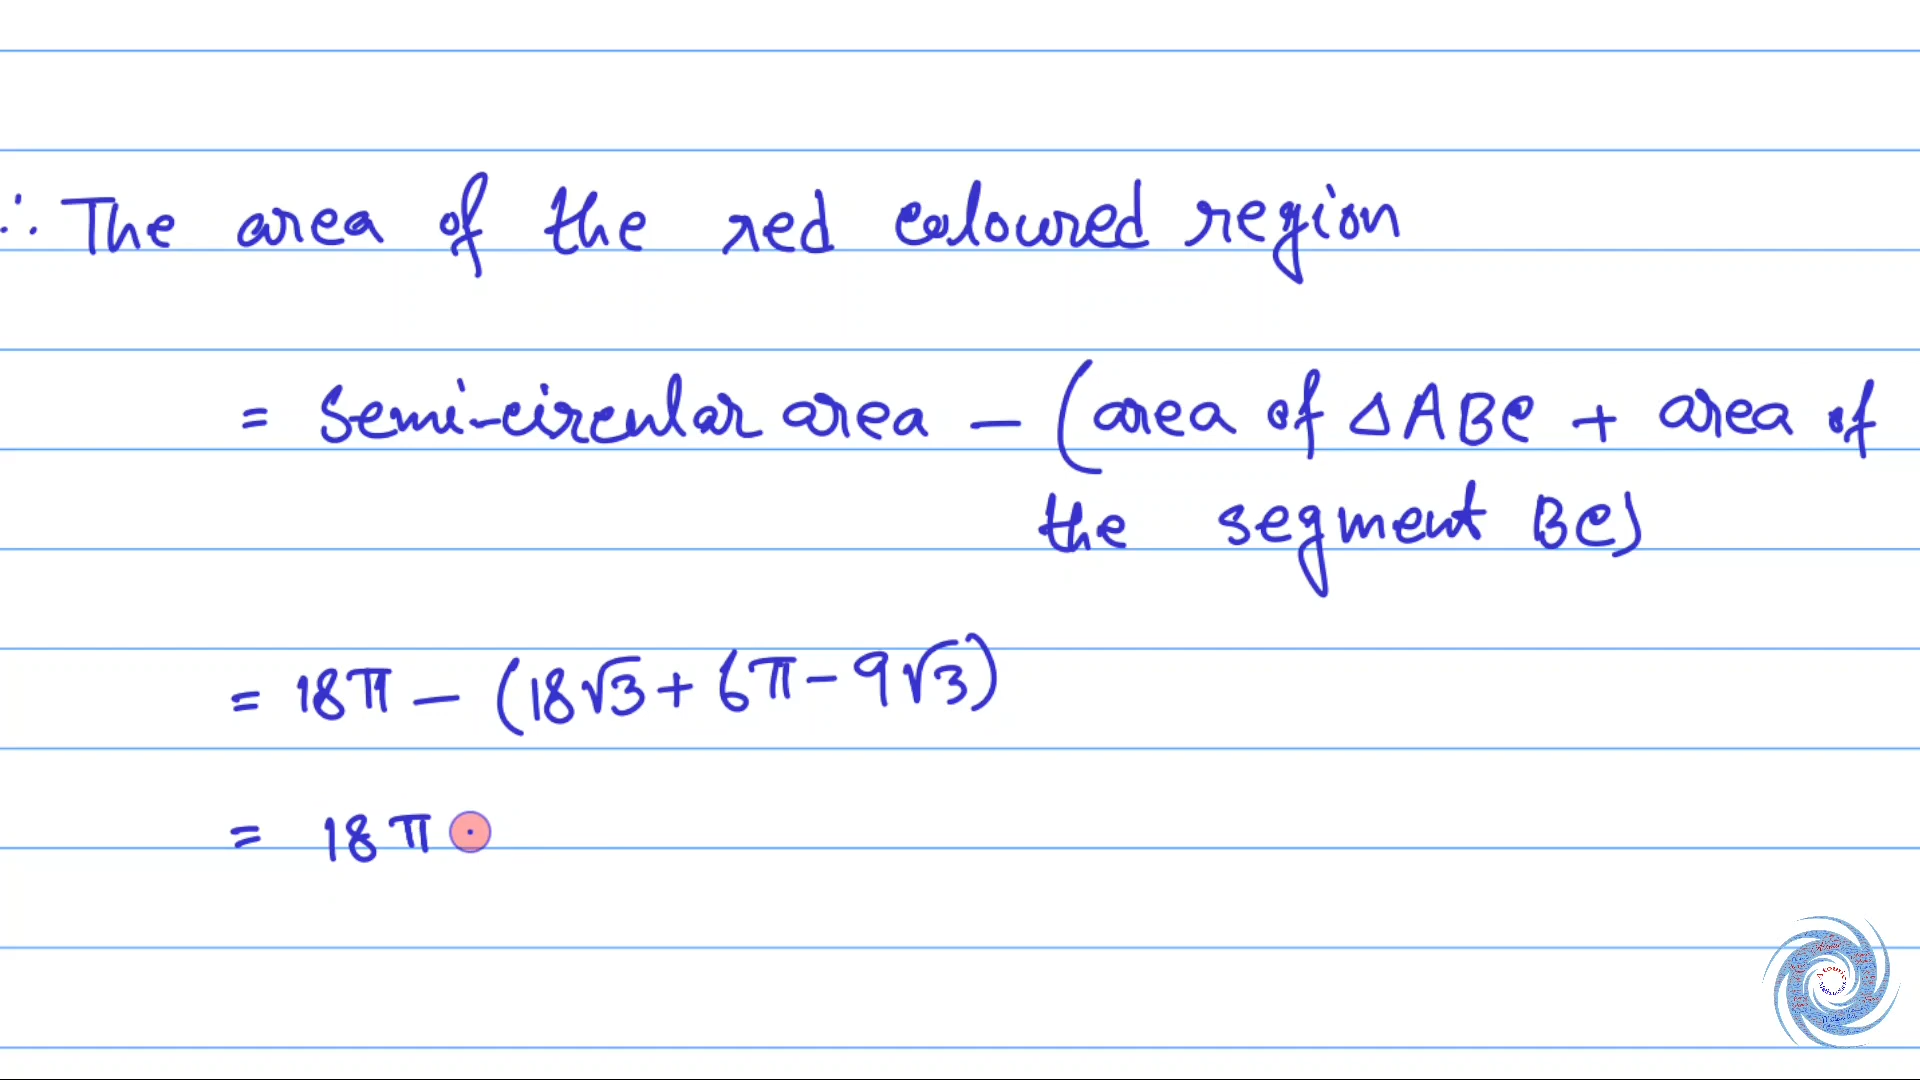 ∴ The area of the red coloured region
= semi-circular area − (area of △ABC + area of
the segment BC)
= 18π − (18√3 + 6π − 9√3)
= 18π